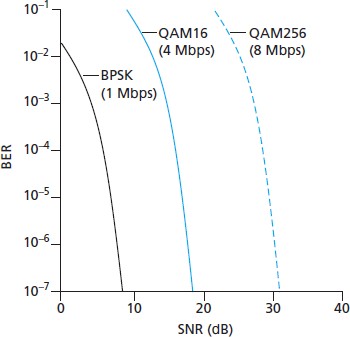 10⁻¹
10⁻²
10⁻³
10⁻⁴
10⁻⁵
10⁻⁶
10⁻⁷
BER
QAM16
(4 Mbps)
QAM256
(8 Mbps)
BPSK
(1 Mbps)
0 10 20 30 40
SNR (dB)